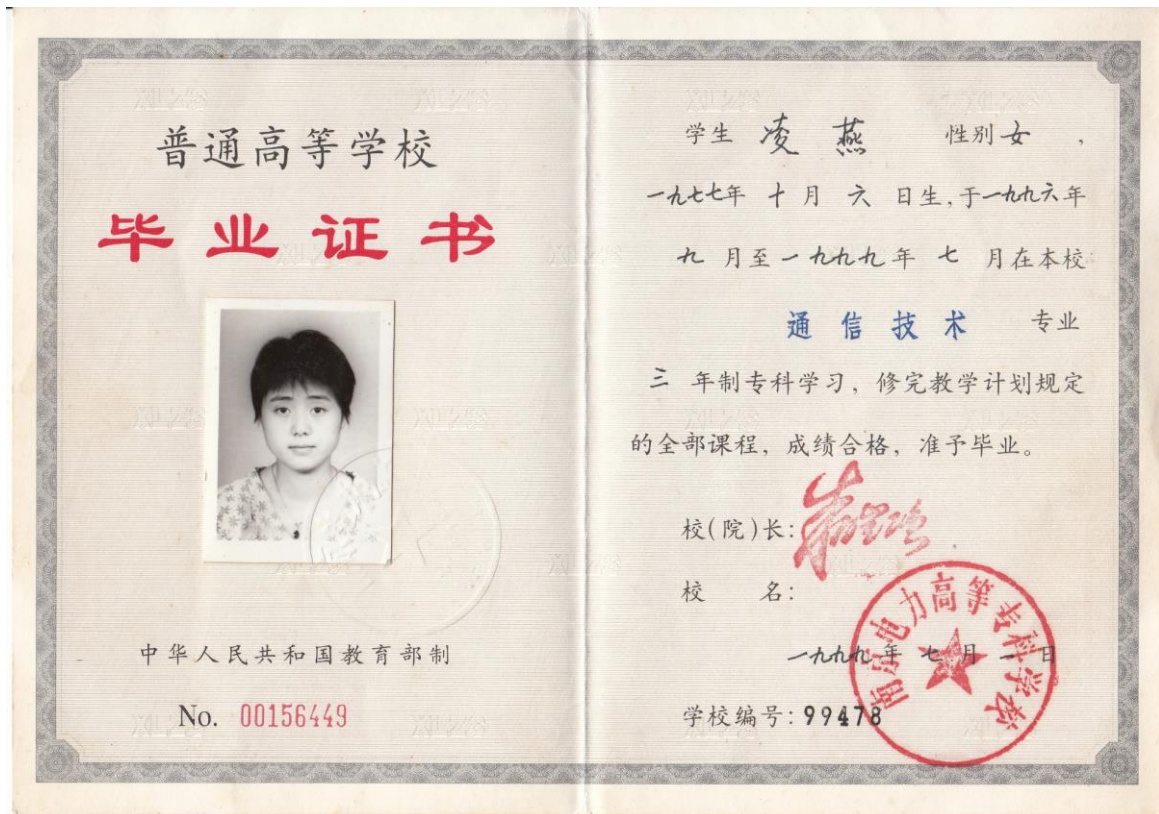 普通高等学校
毕业证书
中华人民共和国教育部制
No. 00156449
学生 凌燕 性别 女 ,
一九七七年 十 月 六 日生,于一九九六年
九 月至一九九九年 七 月在本校
通信技术 专业
三 年制专科学习, 修完教学计划规定
的全部课程, 成绩合格, 准予毕业。
校(院)长:
校 名:
南京电力高等专科学校
一九九九年 七 月 二 日
学校编号: 99478